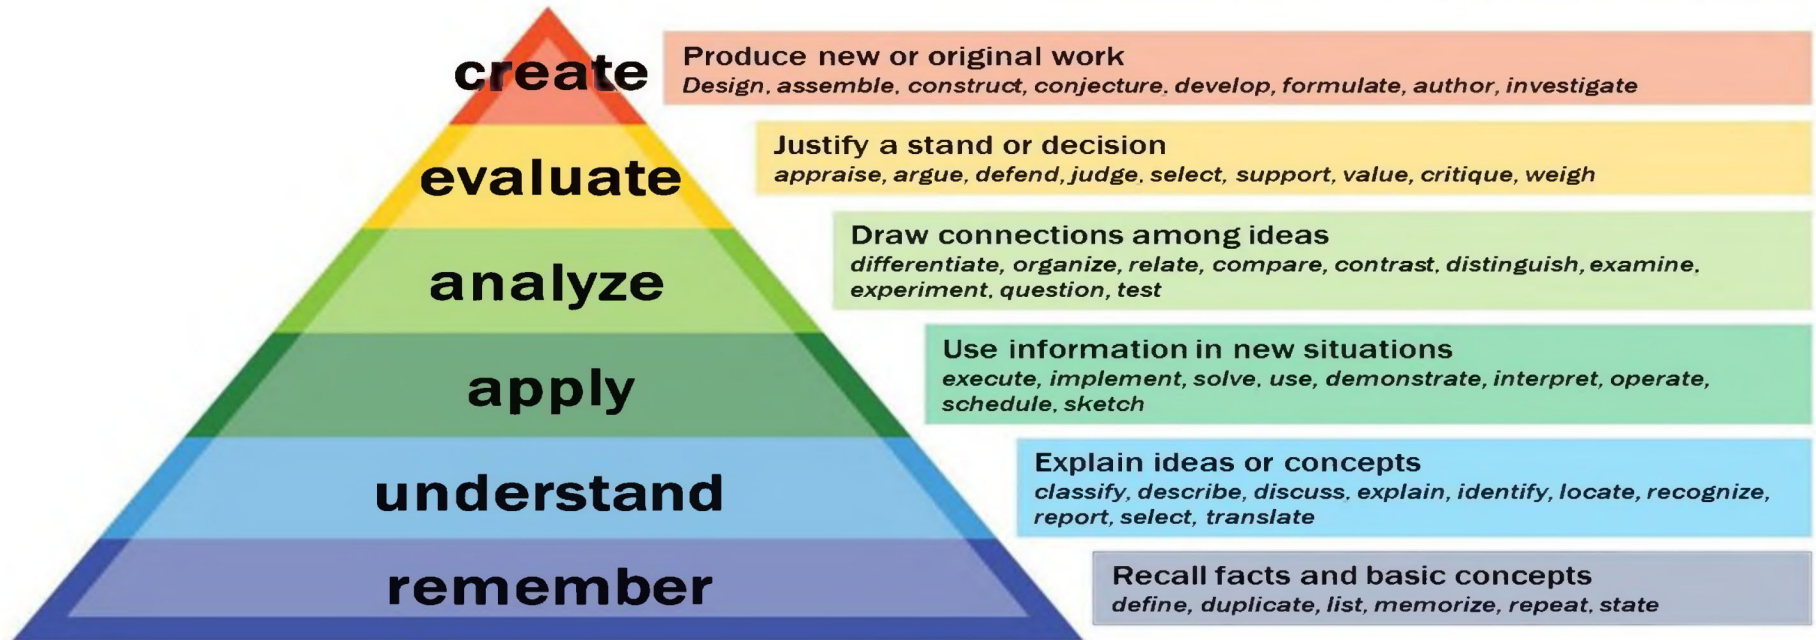 create
Produce new or original work
Design, assemble, construct, conjecture, develop, formulate, author, investigate
evaluate
Justify a stand or decision
appraise, argue, defend, judge, select, support, value, critique, weigh
analyze
Draw connections among ideas
differentiate, organize, relate, compare, contrast, distinguish, examine,
experiment, question, test
apply
Use information in new situations
execute, implement, solve, use, demonstrate, interpret, operate,
schedule, sketch
understand
Explain ideas or concepts
classify, describe, discuss, explain, identify, locate, recognize,
report, select, translate
remember
Recall facts and basic concepts
define, duplicate, list, memorize, repeat, state